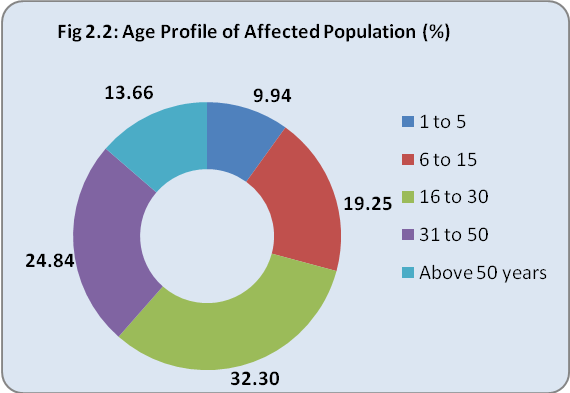 Fig 2.2: Age Profile of Affected Population (%)
13.66
9.94
19.25
24.84
32.30
1 to 5
6 to 15
16 to 30
31 to 50
Above 50 years